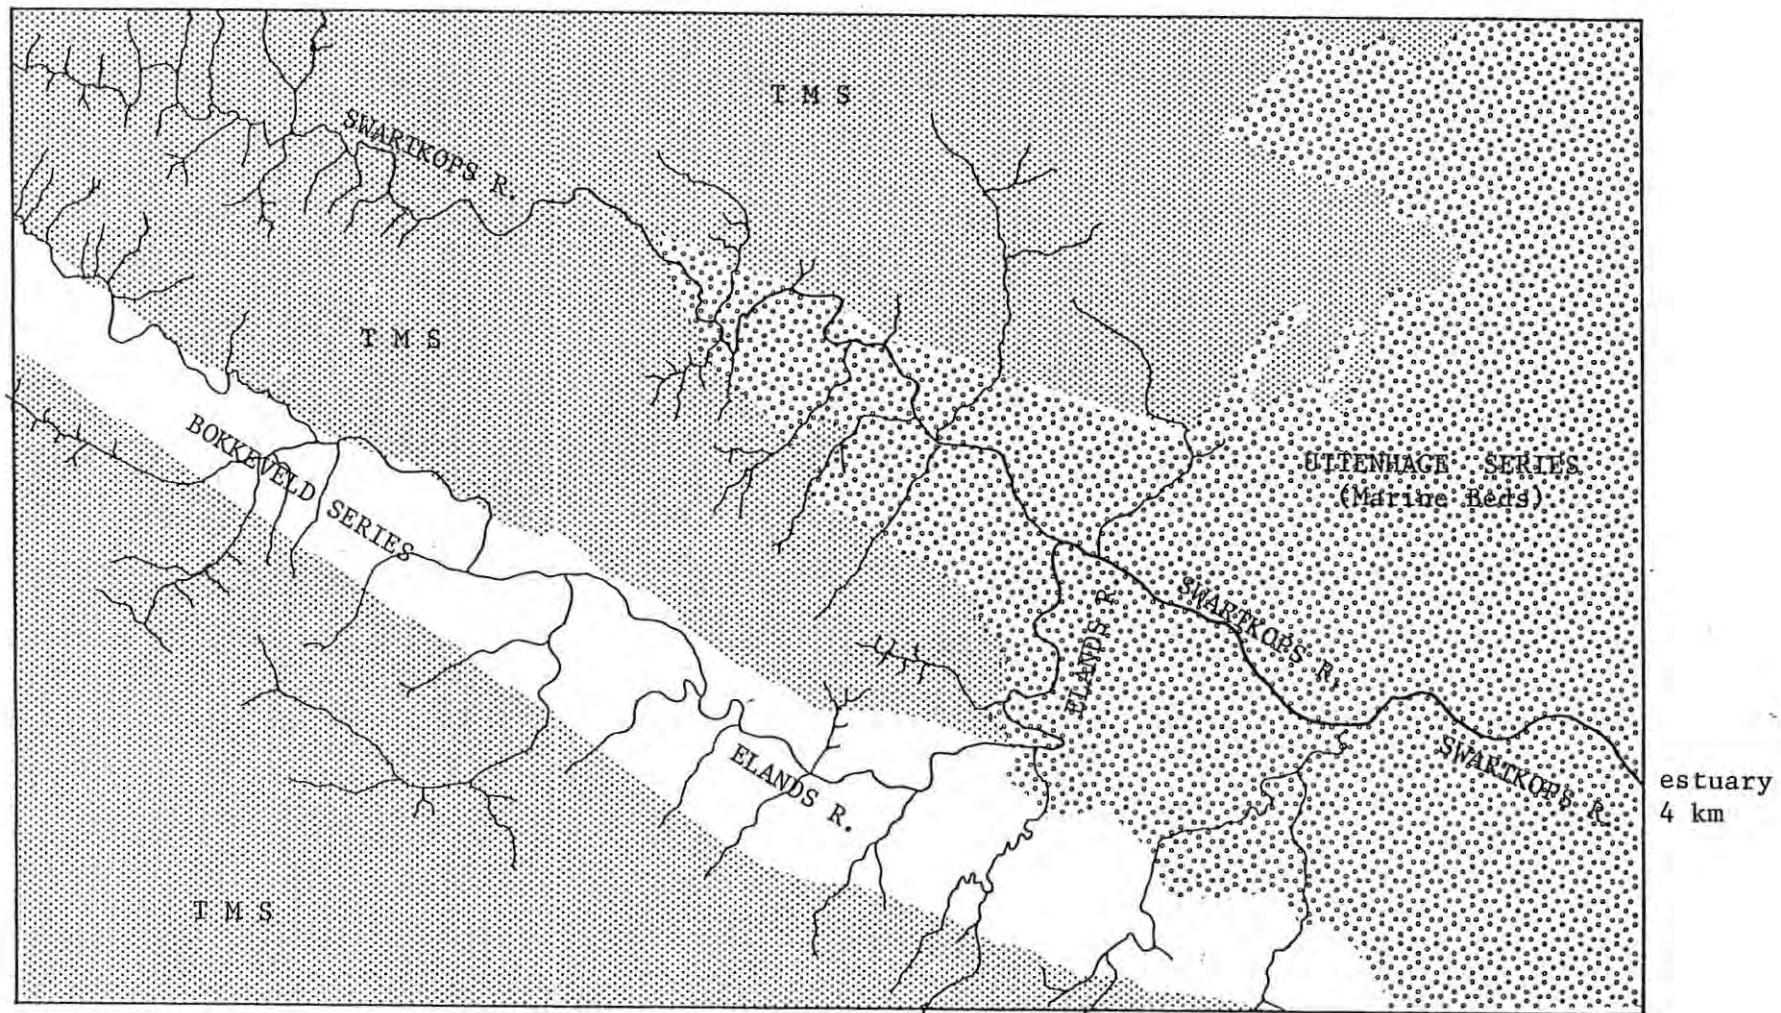 T M S
SWARTKOPS R.
T M S
BOKKEVELD SERIES
UITENHAGE SERIES
(Marine Beds)
ELANDS R
SWARTKOPS R.
ELANDS R.
SWARTKOPS R.
estuary
4 km
T M S